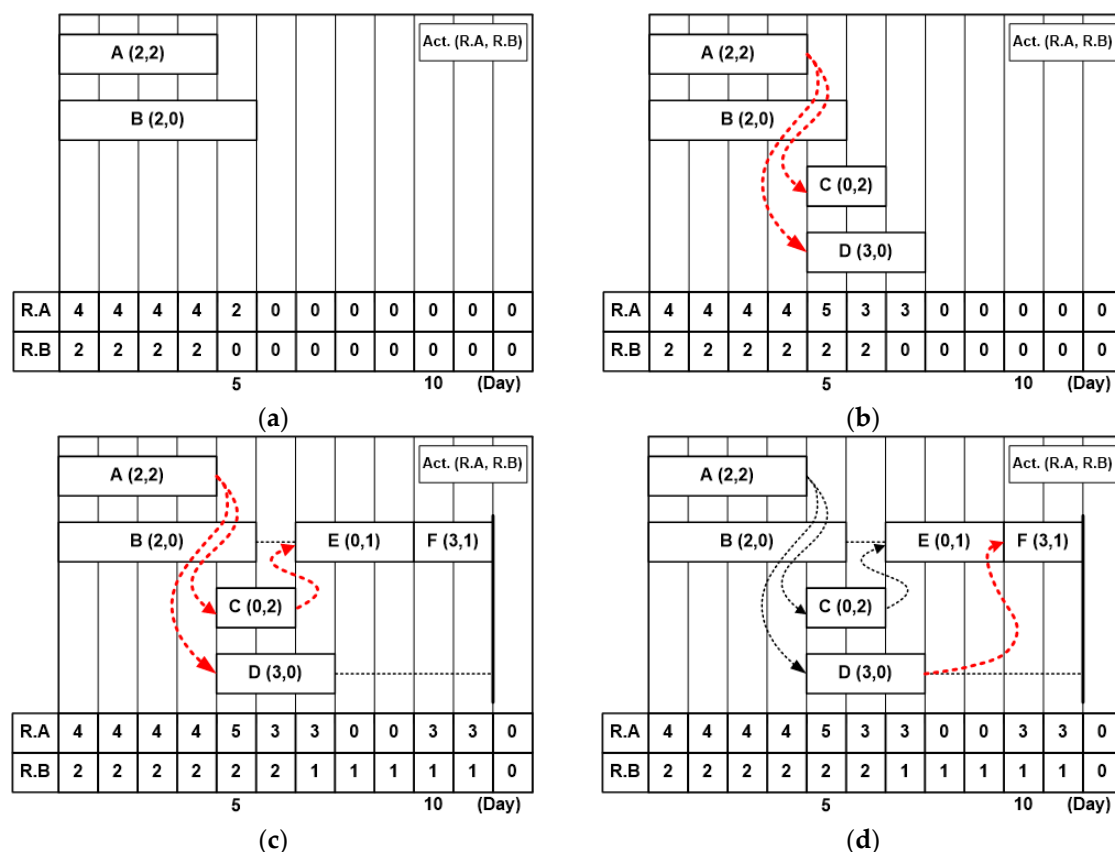 A (2,2)
Act. (R.A, R.B)
B (2,0)
R.A 4 4 4 4 2 0 0 0 0 0 0 0
R.B 2 2 2 2 0 0 0 0 0 0 0 0
5 10 (Day)
(a)
A (2,2)
Act. (R.A, R.B)
B (2,0)
C (0,2)
D (3,0)
R.A 4 4 4 4 5 3 3 0 0 0 0 0
R.B 2 2 2 2 2 2 0 0 0 0 0 0
5 10 (Day)
(b)
A (2,2)
Act. (R.A, R.B)
B (2,0) E (0,1) F (3,1)
C (0,2)
D (3,0)
R.A 4 4 4 4 5 3 3 0 0 3 3 0
R.B 2 2 2 2 2 2 1 1 1 1 1 0
5 10 (Day)
(c)
A (2,2)
Act. (R.A, R.B)
B (2,0) E (0,1) F (3,1)
C (0,2)
D (3,0)
R.A 4 4 4 4 5 3 3 0 0 3 3 0
R.B 2 2 2 2 2 2 1 1 1 1 1 0
5 10 (Day)
(d)